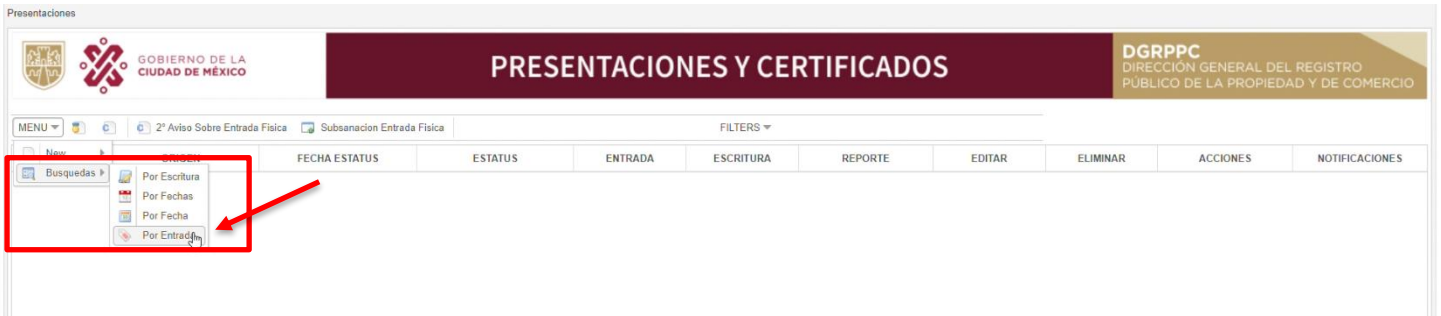 Presentaciones
GOBIERNO DE LA
CIUDAD DE MÉXICO
PRESENTACIONES Y CERTIFICADOS
DGRPPC
DIRECCIÓN GENERAL DEL REGISTRO
PÚBLICO DE LA PROPIEDAD Y DE COMERCIO
MENU 2° Aviso Sobre Entrada Fisica Subsanacion Entrada Fisica FILTERS
New ORIGEN FECHA ESTATUS ESTATUS ENTRADA ESCRITURA REPORTE EDITAR ELIMINAR ACCIONES NOTIFICACIONES
Busquedas
Por Escritura
Por Fechas
Por Fecha
Por Entrada